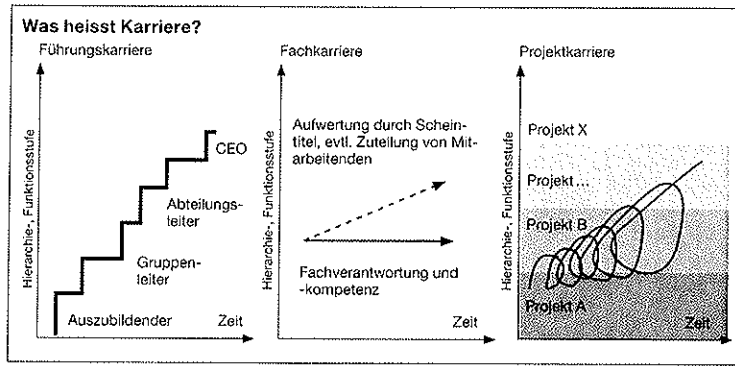 Was heisst Karriere?
Führungskarriere
Hierarchie-, Funktionsstufe
CEO
Abteilungs-
leiter
Gruppen-
leiter
Auszubildender
Zeit
Fachkarriere
Hierarchie-, Funktionsstufe
Aufwertung durch Schein-
titel, evtl. Zuteilung von Mit-
arbeitenden
Fachverantwortung und
-kompetenz
Zeit
Projektkarriere
Hierarchie-, Funktionsstufe
Projekt X
Projekt...
Projekt B
Projekt A
Zeit